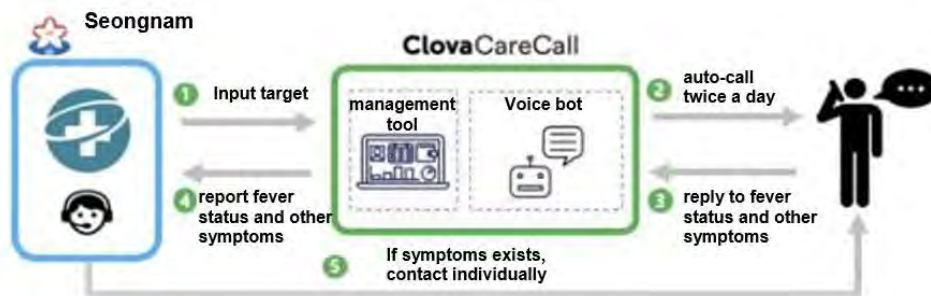 Seongnam
ClovaCareCall
1 Input target
management
tool
Voice bot
2 auto-call
twice a day
3 reply to fever
status and other
symptoms
4 report fever
status and other
symptoms
5 If symptoms exists,
contact individually